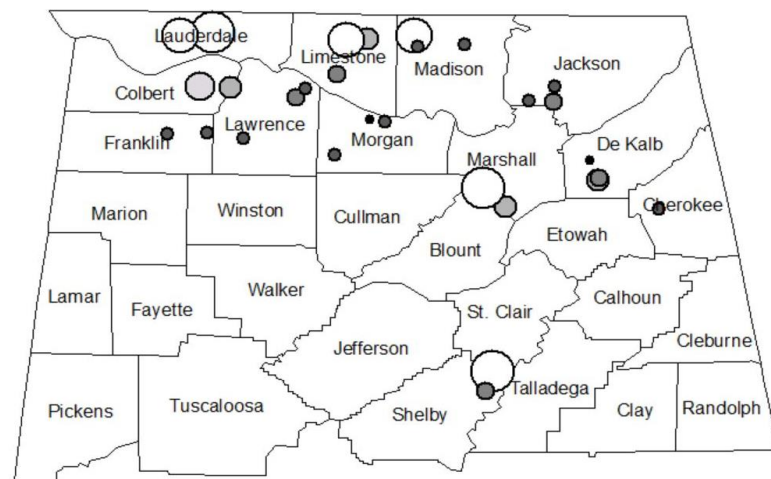 Lauderdale
Limestone
Madison
Jackson
Colbert
Lawrence
Franklin
Morgan
De Kalb
Marshall
Cherokee
Marion
Winston
Cullman
Blount
Etowah
Lamar
Fayette
Walker
St. Clair
Calhoun
Cleburne
Jefferson
Talladega
Pickens
Tuscaloosa
Shelby
Clay
Randolph